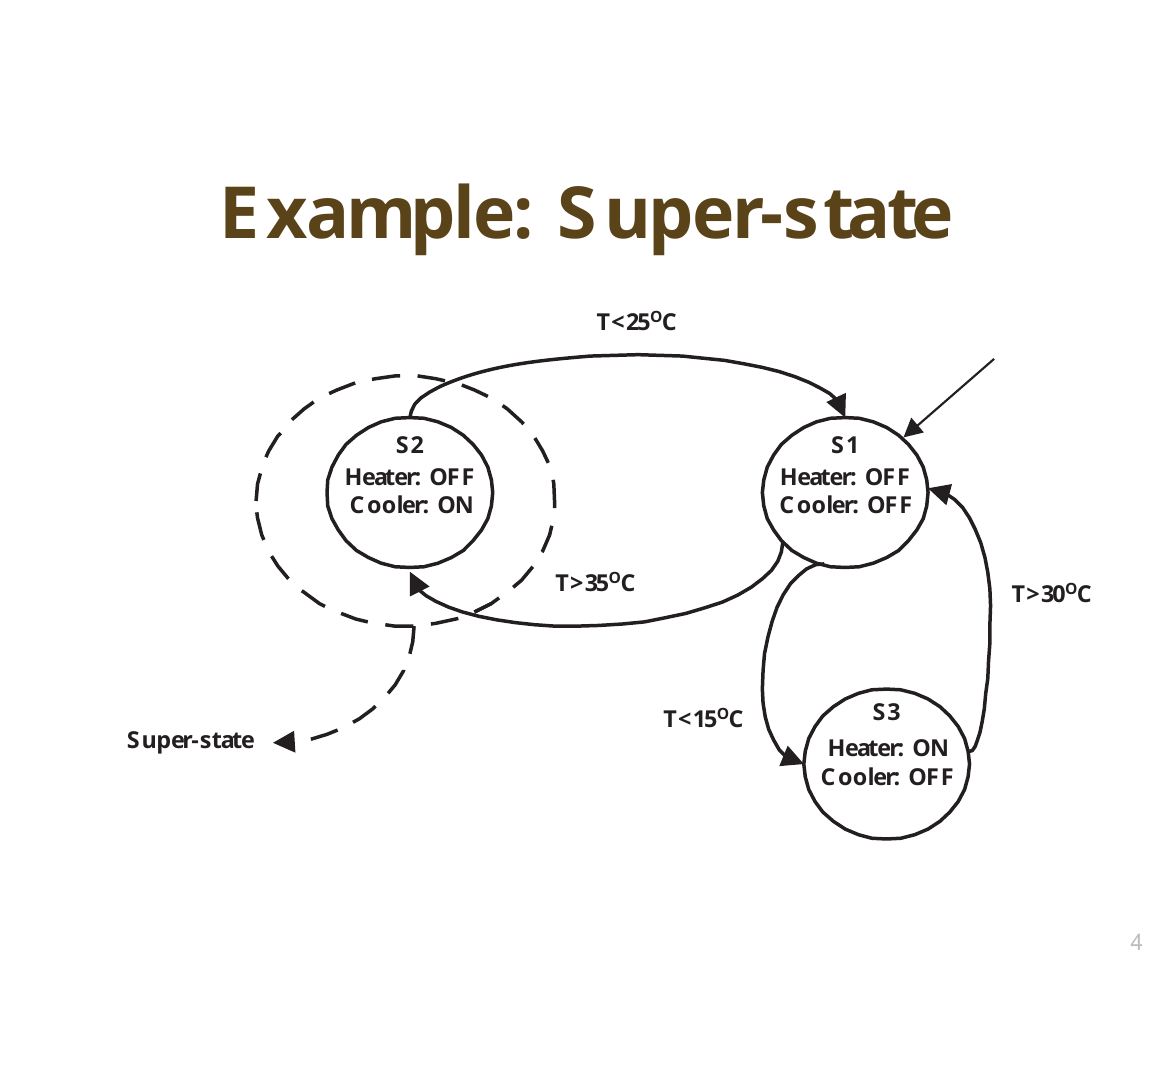 Example: Super-state
T<25°C
S2
Heater: OFF
Cooler: ON
S1
Heater: OFF
Cooler: OFF
T>35°C
T>30°C
T<15°C
S3
Heater: ON
Cooler: OFF
Super-state
4